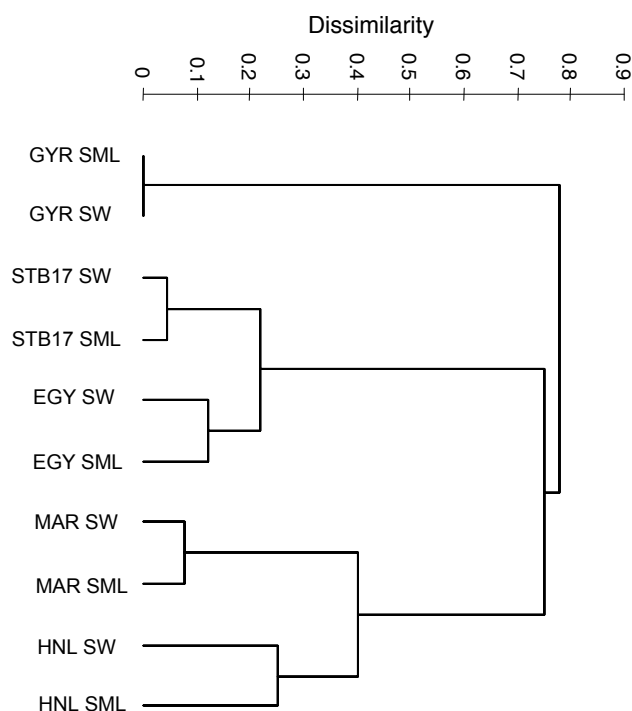 Dissimilarity
0 0.1 0.2 0.3 0.4 0.5 0.6 0.7 0.8 0.9
GYR SML
GYR SW
STB17 SW
STB17 SML
EGY SW
EGY SML
MAR SW
MAR SML
HNL SW
HNL SML